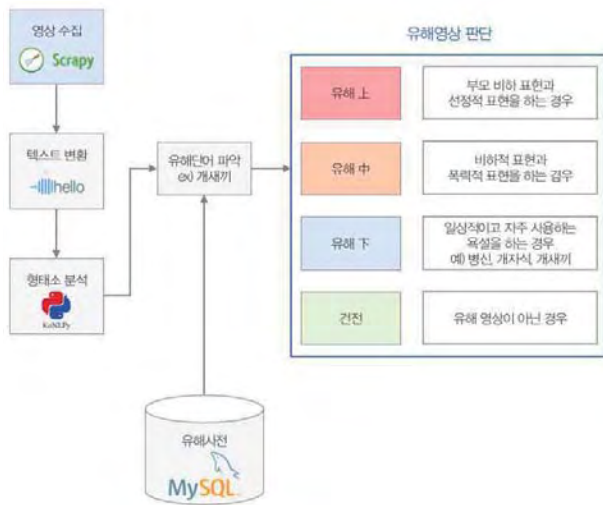 영상 수집
Scrapy
텍스트 변환
hello
형태소 분석
KoNLPy
유해단어 파악
ex) 개새끼
유해사전
MySQL
유해영상 판단
유해 上
부모 비하 표현과
선정적 표현을 하는 경우
유해 中
비하적 표현과
폭력적 표현을 하는 경우
유해 下
일상적이고 자주 사용하는
욕설을 하는 경우
예) 병신, 개자식, 개새끼
건전
유해 영상이 아닌 경우